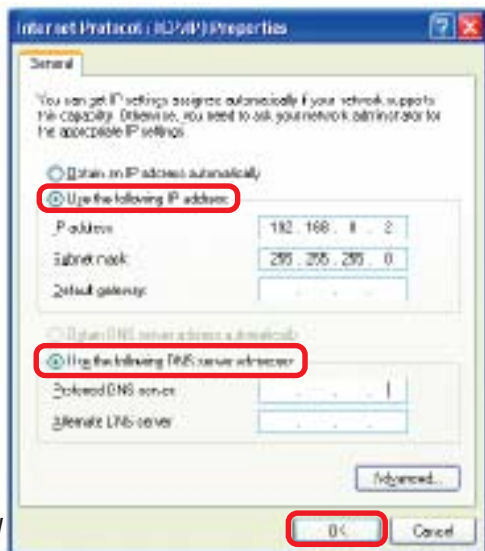 Internet Protocol (TCP/IP) Properties
General
You can get IP settings assigned automatically if your network supports
this capability. Otherwise, you need to ask your network administrator for
the appropriate IP settings.
Obtain an IP address automatically
Use the following IP address:
IP address:
192 . 168 . . 2
Subnet mask:
255 . 255 . 255 . 0
Default gateway:
Obtain DNS server address automatically
Use the following DNS server addresses:
Preferred DNS server:
Alternate DNS server:
Advanced...
OK
Cancel